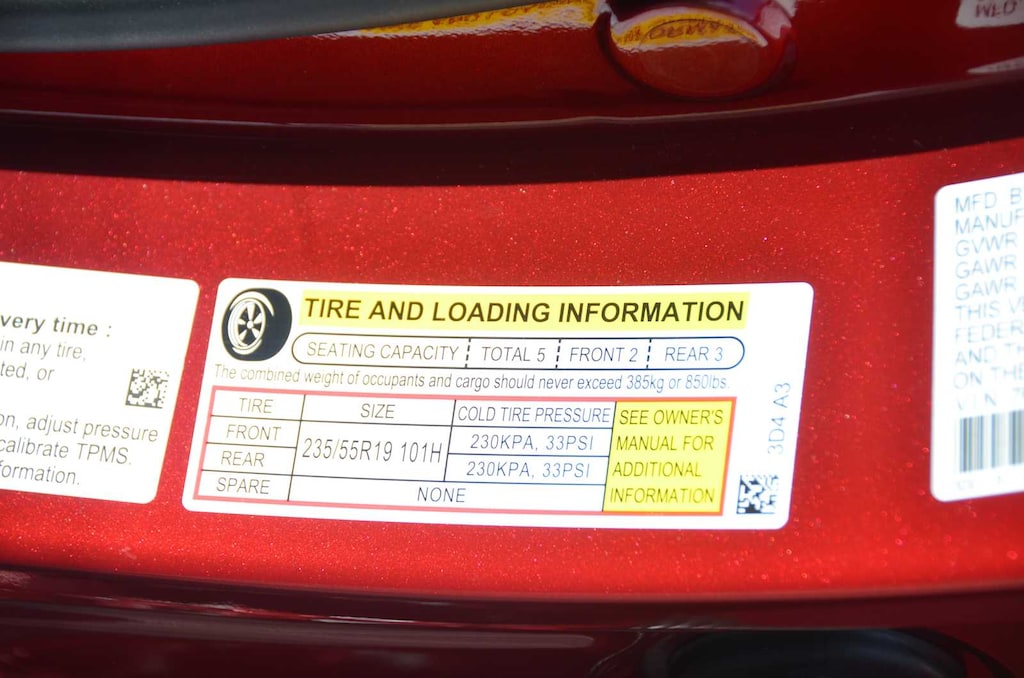 very time :
in any tire,
ted, or
on, adjust pressure
calibrate TPMS.
formation.
TIRE AND LOADING INFORMATION
SEATING CAPACITY TOTAL 5 FRONT 2 REAR 3
The combined weight of occupants and cargo should never exceed 385kg or 850lbs.
TIRE SIZE COLD TIRE PRESSURE SEE OWNER'S
FRONT 235/55R19 101H 230KPA, 33PSI MANUAL FOR
REAR 230KPA, 33PSI ADDITIONAL
SPARE NONE INFORMATION
3D4 A3
MFD. B
MANUF
GVWR
GAWR
GAWR
THIS V
FEDER
AND TH
ON THE